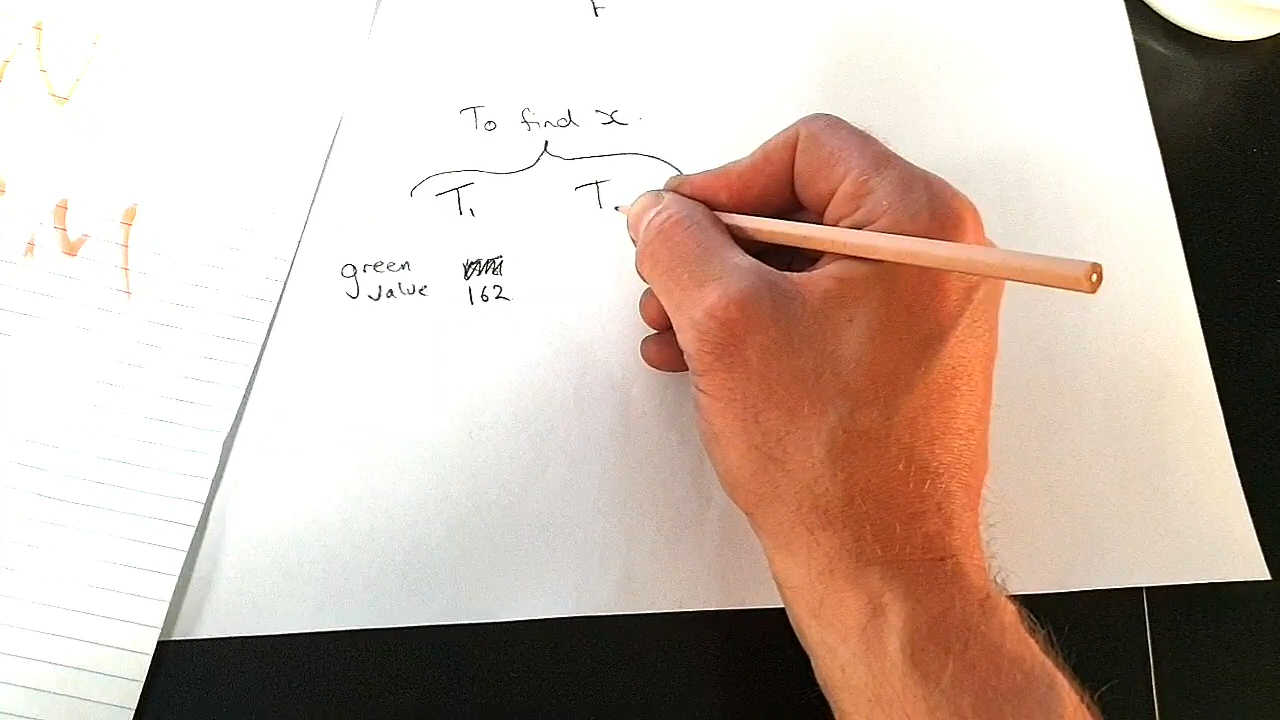 To find x.
T₁ T
green
value 162